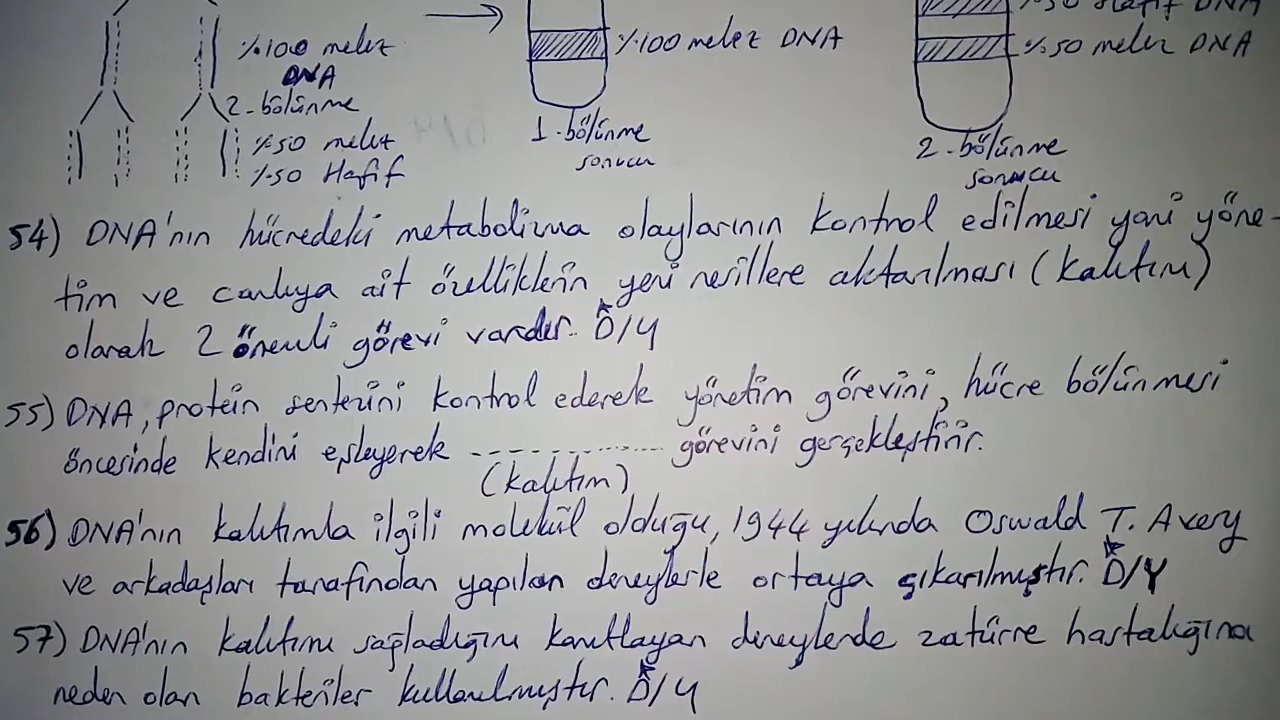 %50 Hafif DNA
%100 melez
DNA
%100 melez DNA
%50 melez DNA
2-bölünme
%50 melez
%50 Hafif
1-bölünme
sonucu
2-bölünme
sonucu
54) DNA'nın hücredeki metabolizma olaylarının kontrol edilmesi yani yöne-
tim ve canlıya ait özelliklerin yeni nesillere aktarılması (kalıtım)
olarak 2 önemli görevi vardır. D/Y
55) DNA, protein sentezini kontrol ederek yönetim görevini, hücre bölünmesi
öncesinde kendini eşleyerek ............ görevini gerçekleştirir.
(kalıtım)
56) DNA'nın kalıtımla ilgili molekül olduğu, 1944 yılında Oswald T. Avery
ve arkadaşları tarafından yapılan deneylerle ortaya çıkarılmıştır. D/Y
57) DNA'nın kalıtımı sağladığını kanıtlayan deneylerde zatürre hastalığına
neden olan bakteriler kullanılmıştır. D/Y